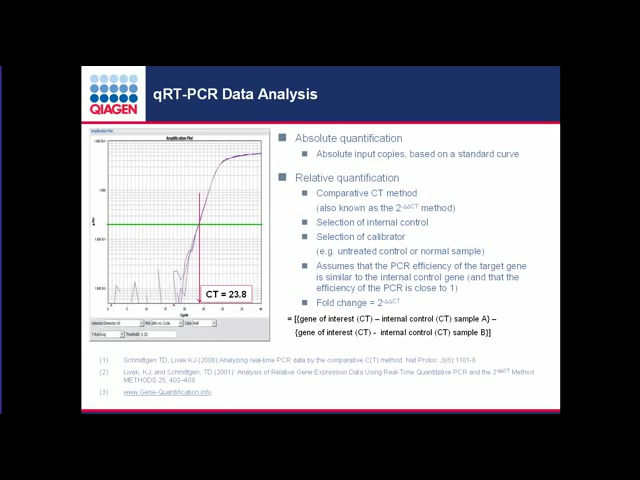 QIAGEN
qRT-PCR Data Analysis
Amplification Plot
Amplification Plot
CT = 23.8
Cycle
Absolute quantification
Absolute input copies, based on a standard curve
Relative quantification
Comparative CT method
(also known as the 2-ΔΔCT method)
Selection of internal control
Selection of calibrator
(e.g. untreated control or normal sample)
Assumes that the PCR efficiency of the target gene
is similar to the internal control gene (and that the
efficiency of the PCR is close to 1)
Fold change = 2-ΔΔCT
= [{gene of interest (CT) – internal control (CT) sample A} –
{gene of interest (CT) - internal control (CT) sample B}]
(1) Schmittgen TD, Livak KJ (2008) Analyzing real-time PCR data by the comparative C(T) method. Nat Protoc .;3(6) 1101-8
(2) Livak, KJ, and Schmittgen, TD.(2001): Analysis of Relative Gene Expression Data Using Real-Time Quantitative PCR and the 2-ΔΔCT Method
METHODS 25, 402–408
(3) www.Gene-Quantification.info